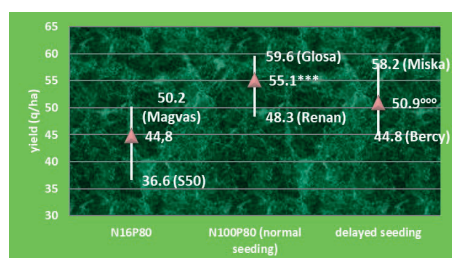 yield (q/ha)
65
60
55
50
45
40
35
30
50.2
(Magvas)
44,8
36.6 (S50)
59.6 (Glosa)
55.1***
48.3 (Renan)
58.2 (Miska)
50.9ººº
44.8 (Bercy)
N16P80
N100P80 (normal
seeding)
delayed seeding